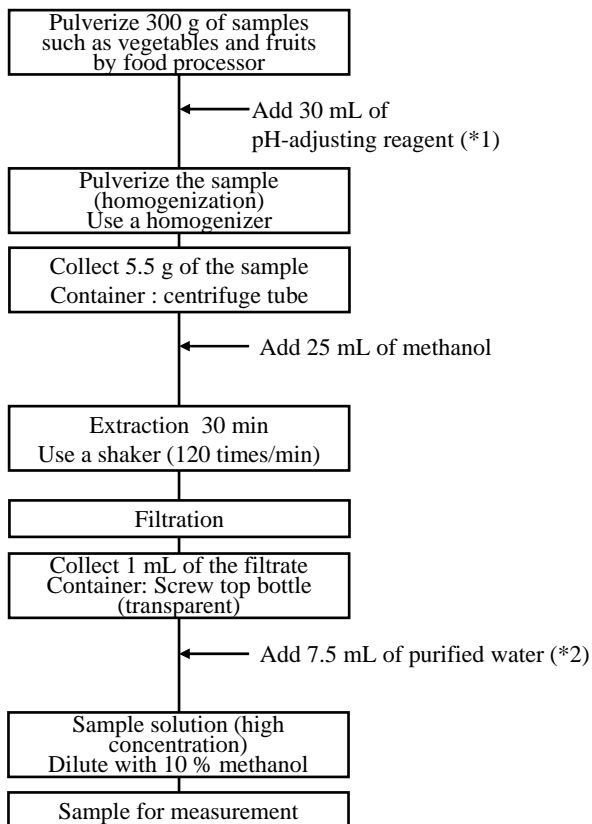 Pulverize 300 g of samples
such as vegetables and fruits
by food processor
Add 30 mL of
pH-adjusting reagent (*1)
Pulverize the sample
(homogenization)
Use a homogenizer
Collect 5.5 g of the sample
Container : centrifuge tube
Add 25 mL of methanol
Extraction  30 min
Use a shaker (120 times/min)
Filtration
Collect 1 mL of the filtrate
Container: Screw top bottle
(transparent)
Add 7.5 mL of purified water (*2)
Sample solution (high
concentration)
Dilute with 10 % methanol
Sample for measurement